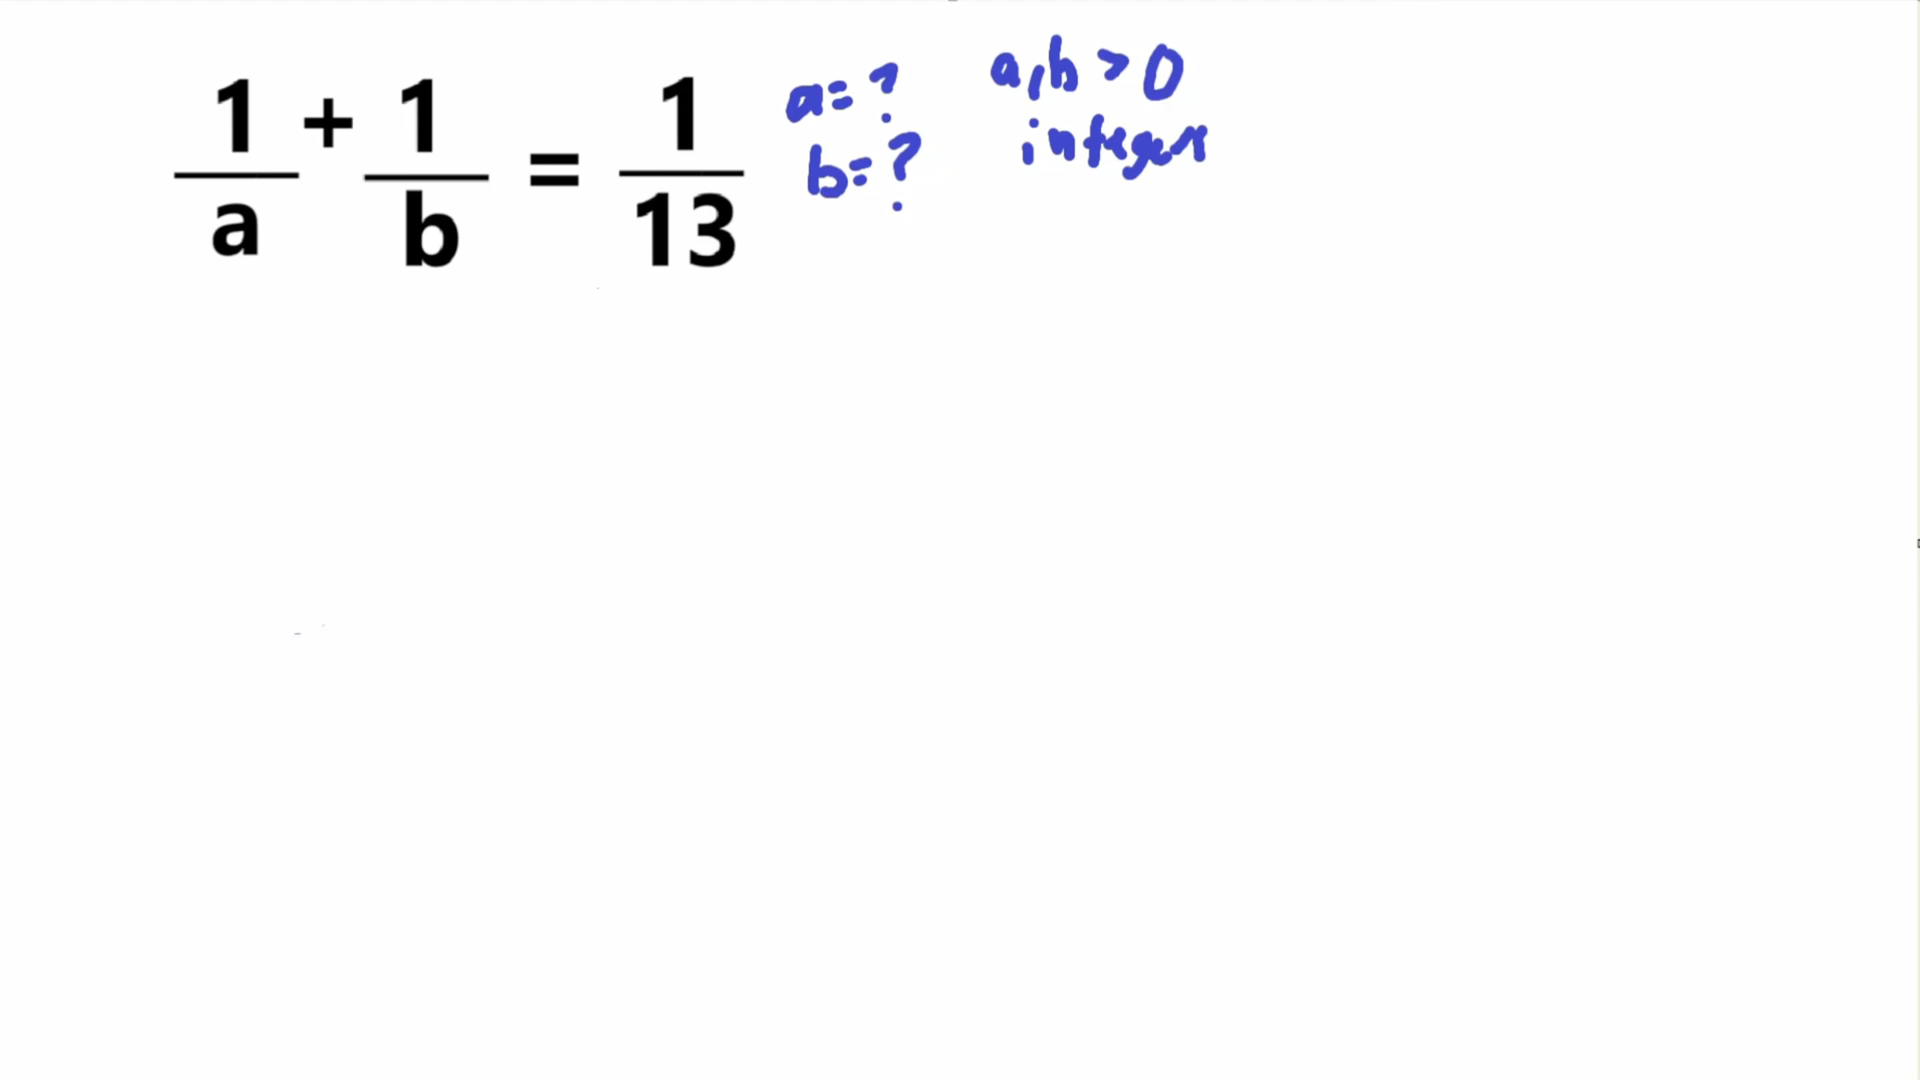 1/a + 1/b = 1/13
a=? a,b>0
b=? integer